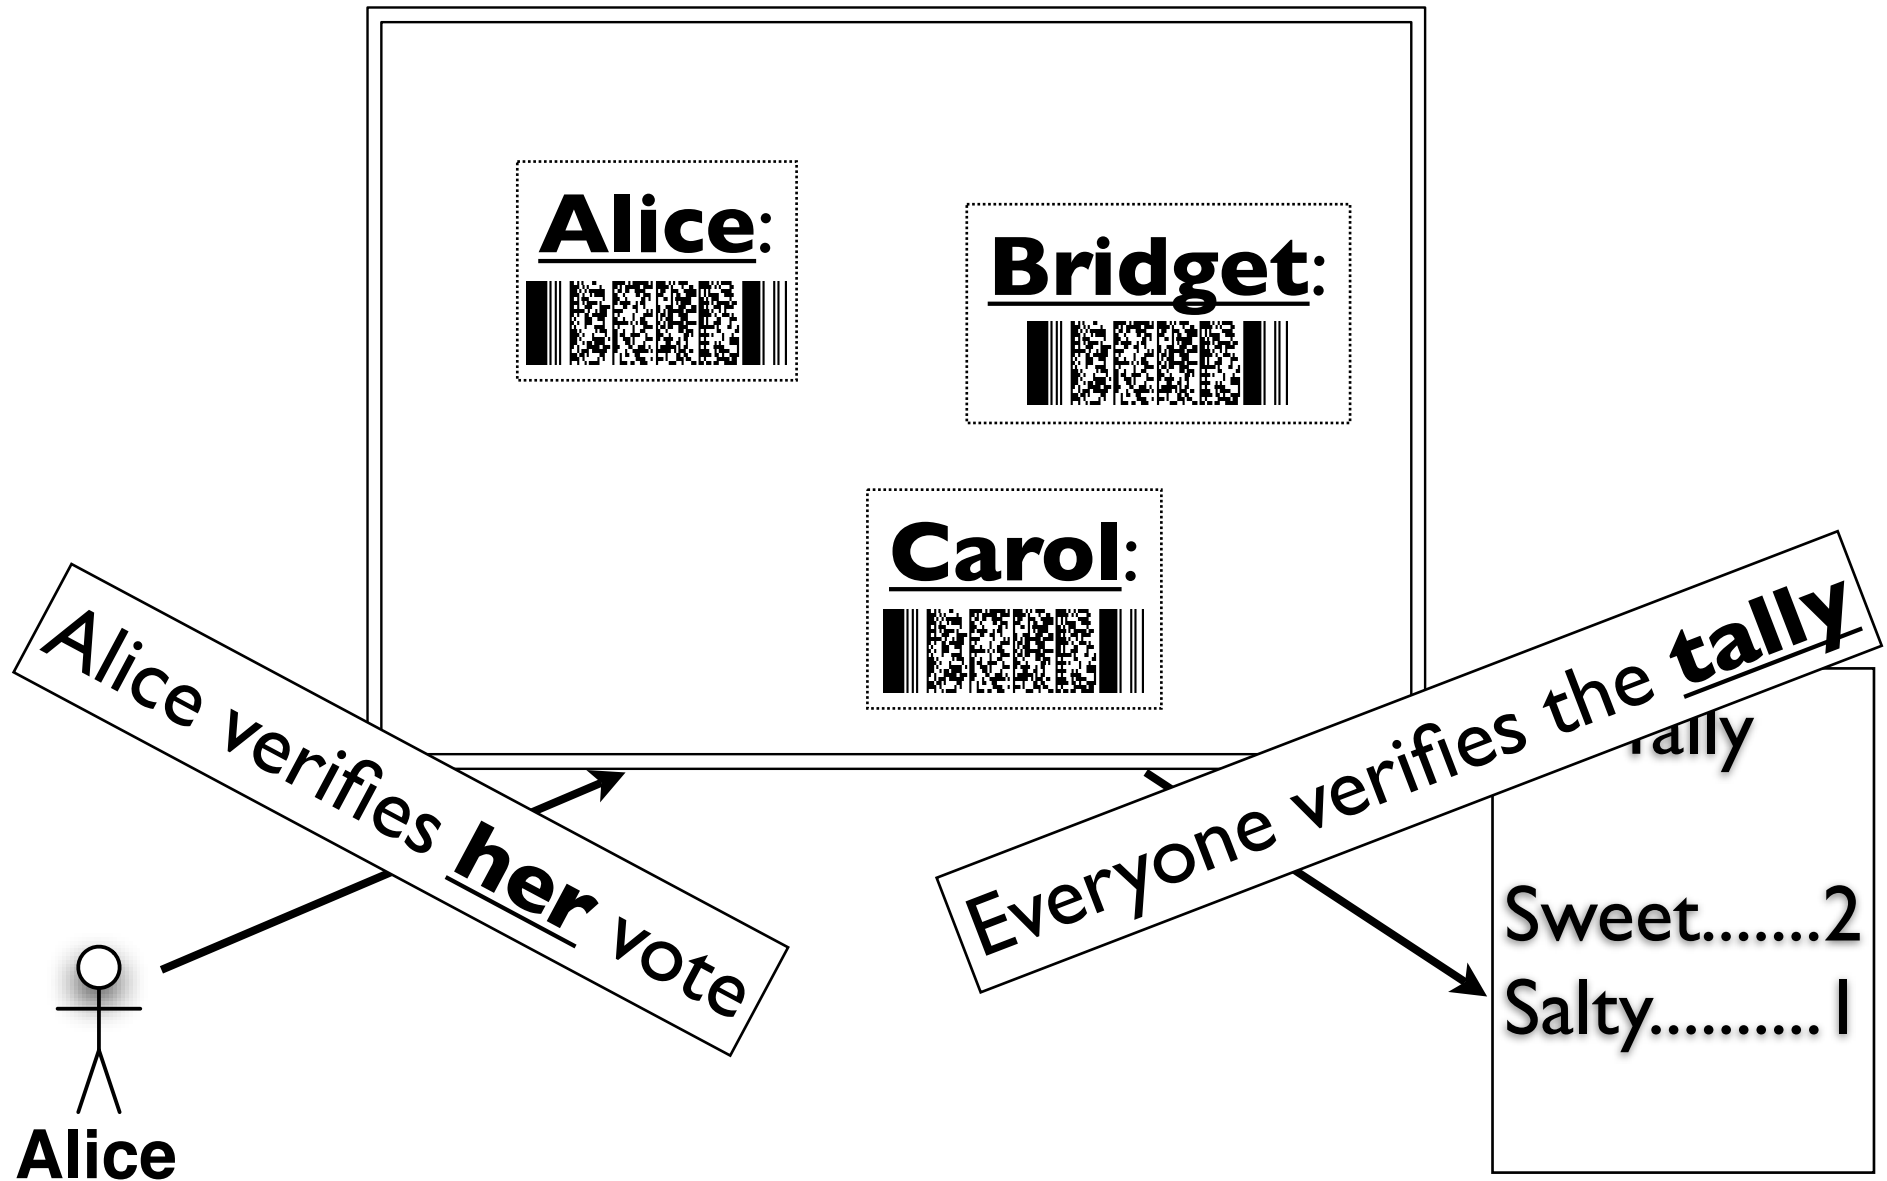 Alice:
Bridget:
Carol:
Alice verifies her vote
Everyone verifies the tally
Sweet.......2
Salty..........1
Alice